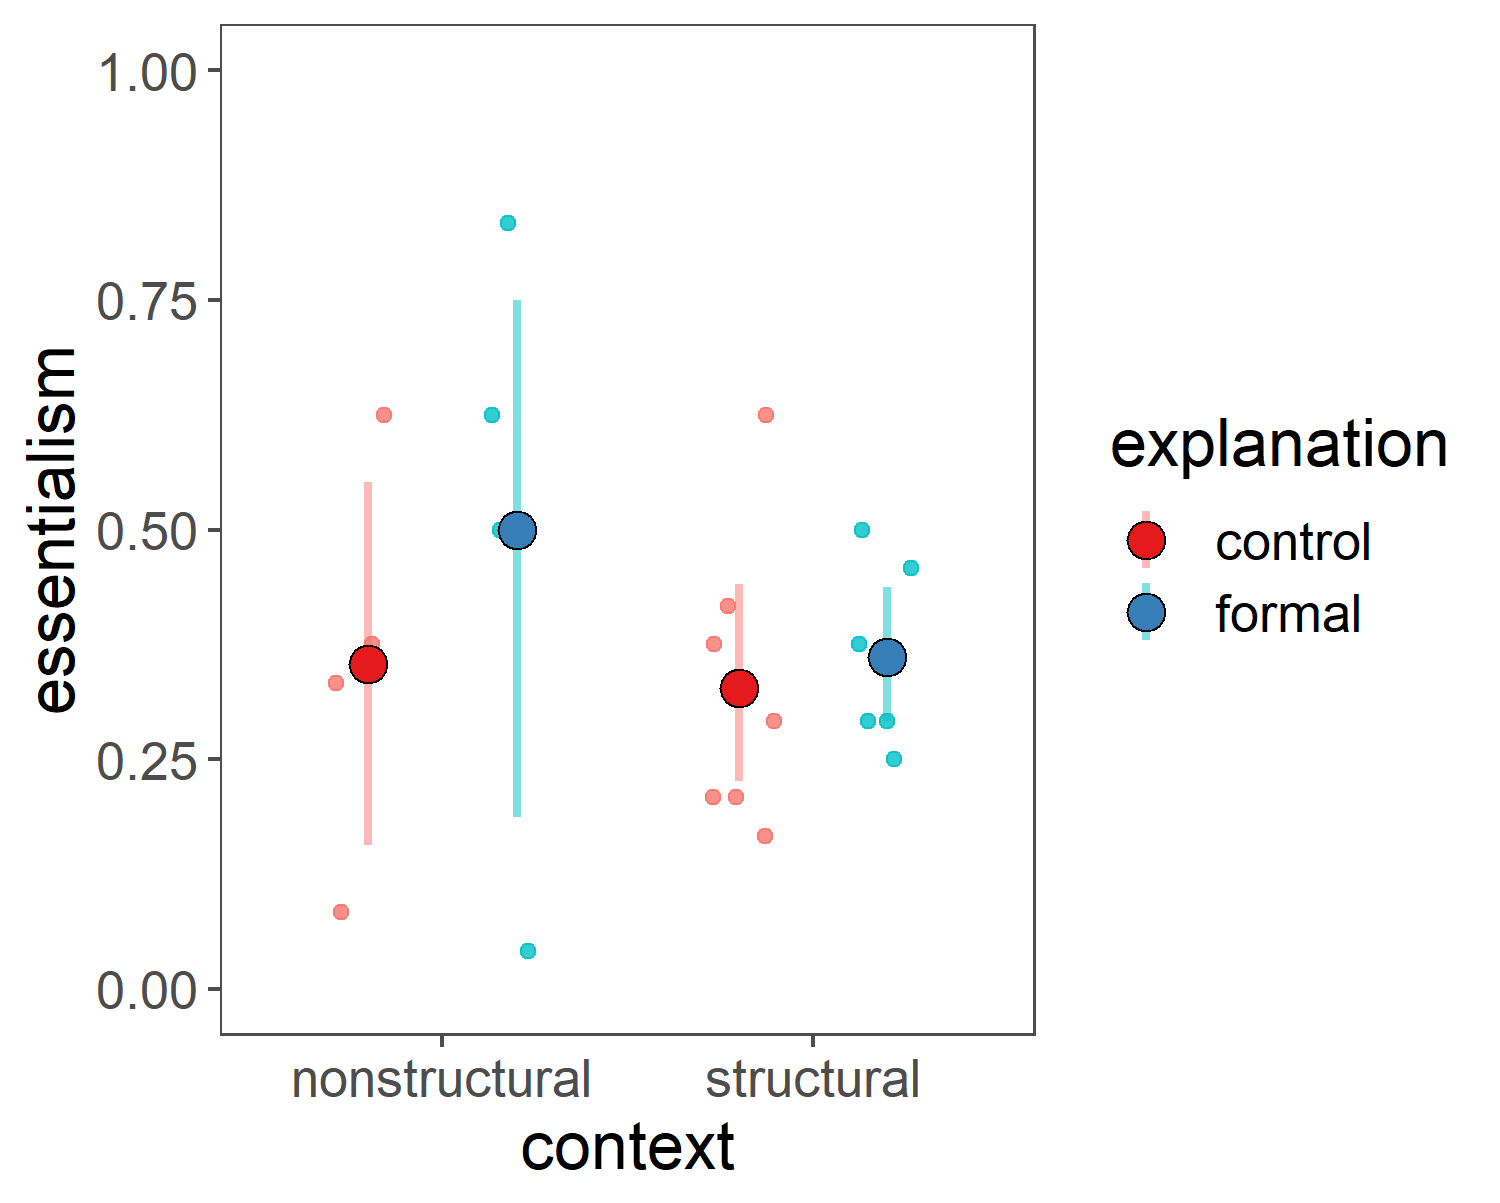 1.00
0.75
0.50
0.25
0.00
essentialism
nonstructural
structural
context
explanation
control
formal